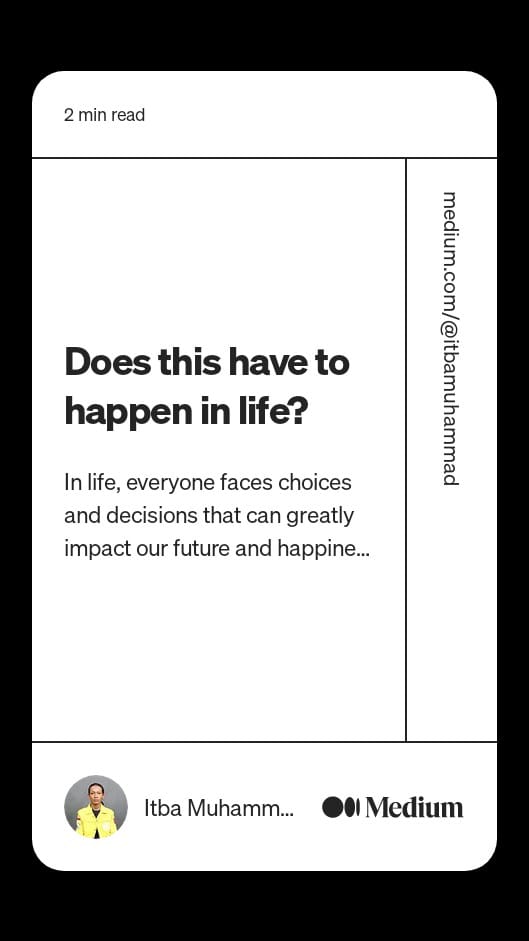 2 min read
medium.com/@itbamuhammad
Does this have to
happen in life?
In life, everyone faces choices
and decisions that can greatly
impact our future and happine...
Itba Muhamm...
Medium